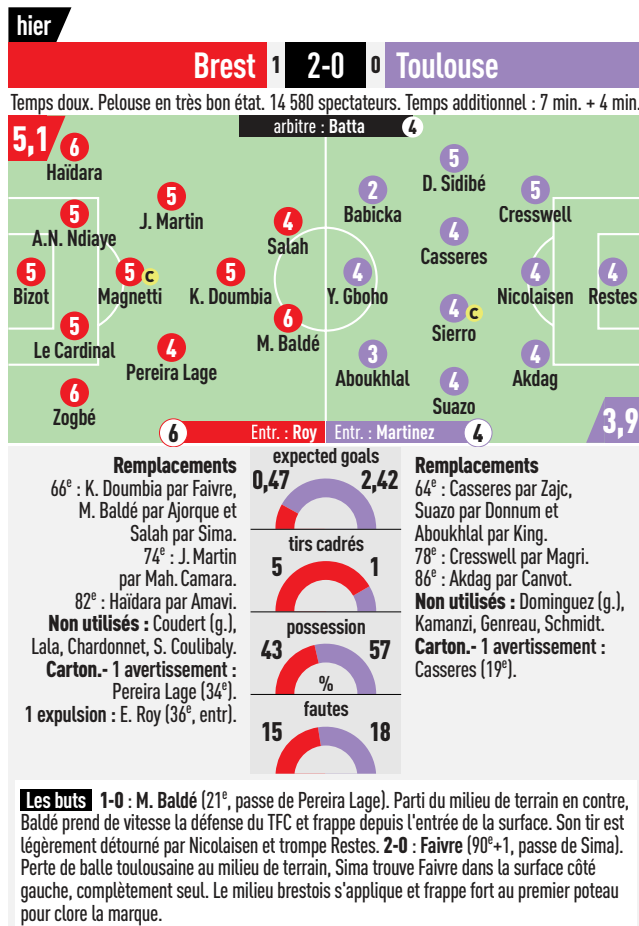 hier
Brest 1 2-0 0 Toulouse
Temps doux. Pelouse en très bon état. 14 580 spectateurs. Temps additionnel : 7 min. + 4 min.
arbitre : Batta 4
5,1
6
Haïdara
5
A.N. Ndiaye
5
J. Martin
4
Salah
5
Bizot
5 C
Magnetti
5
K. Doumbia
6
M. Baldé
5
Le Cardinal
4
Pereira Lage
6
Zogbé
2
Babicka
5
D. Sidibé
5
Cresswell
4
Casseres
4
Y. Gboho
4
Nicolaisen
4
Restes
4 C
Sierro
3
Aboukhlal
4
Suazo
4
Akdag
3,9
6 Entr. : Roy
Entr. : Martinez 4
Remplacements
66e : K. Doumbia par Faivre,
M. Baldé par Ajorque et
Salah par Sima.
74e : J. Martin
par Mah. Camara.
82e : Haïdara par Amavi.
Non utilisés : Coudert (g.),
Lala, Chardonnet, S. Coulibaly.
Carton.- 1 avertissement :
Pereira Lage (34e).
1 expulsion : E. Roy (36e, entr).
expected goals
0,47 2,42
tirs cadrés
5 1
possession
43 57
%
fautes
15 18
Remplacements
64e : Casseres par Zajc,
Suazo par Donnum et
Aboukhlal par King.
78e : Cresswell par Magri.
86e : Akdag par Canvot.
Non utilisés : Dominguez (g.),
Kamanzi, Genreau, Schmidt.
Carton.- 1 avertissement :
Casseres (19e).
Les buts 1-0 : M. Baldé (21e, passe de Pereira Lage). Parti du milieu de terrain en contre,
Baldé prend de vitesse la défense du TFC et frappe depuis l'entrée de la surface. Son tir est
légèrement détourné par Nicolaisen et trompe Restes. 2-0 : Faivre (90e+1, passe de Sima).
Perte de balle toulousaine au milieu de terrain, Sima trouve Faivre dans la surface côté
gauche, complètement seul. Le milieu brestois s'applique et frappe fort au premier poteau
pour clore la marque.